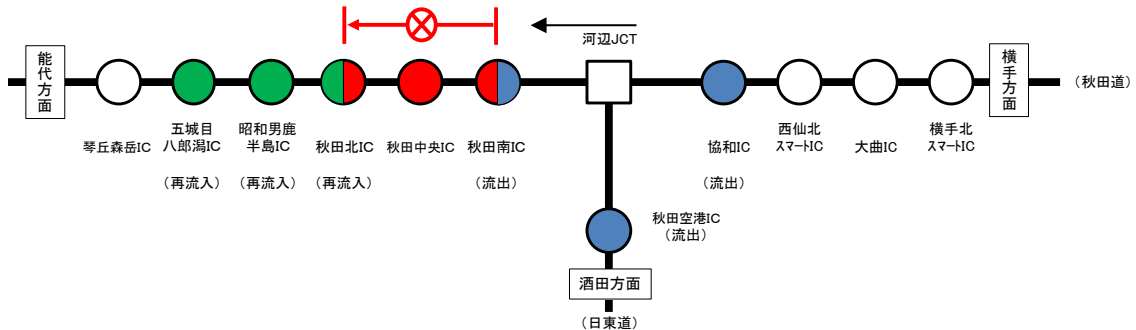 河辺JCT
能代方面
横手方面
(秋田道)
琴丘森岳IC
五城目
八郎潟IC
(再流入)
昭和男鹿
半島IC
(再流入)
秋田北IC
(再流入)
秋田中央IC
秋田南IC
(流出)
協和IC
(流出)
西仙北
スマートIC
大曲IC
横手北
スマートIC
秋田空港IC
(流出)
酒田方面
(日東道)